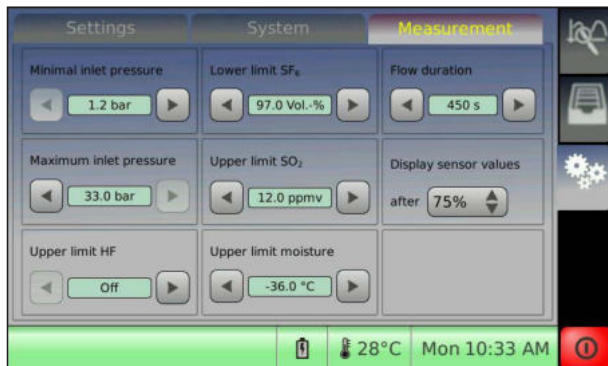 Settings System Measurement
Minimal inlet pressure Lower limit SF₆ Flow duration
1.2 bar 97.0 Vol.-% 450 s
Maximum inlet pressure Upper limit SO₂ Display sensor values
33.0 bar 12.0 ppmv after 75%
Upper limit HF Upper limit moisture
Off -36.0 °C
28°C Mon 10:33 AM